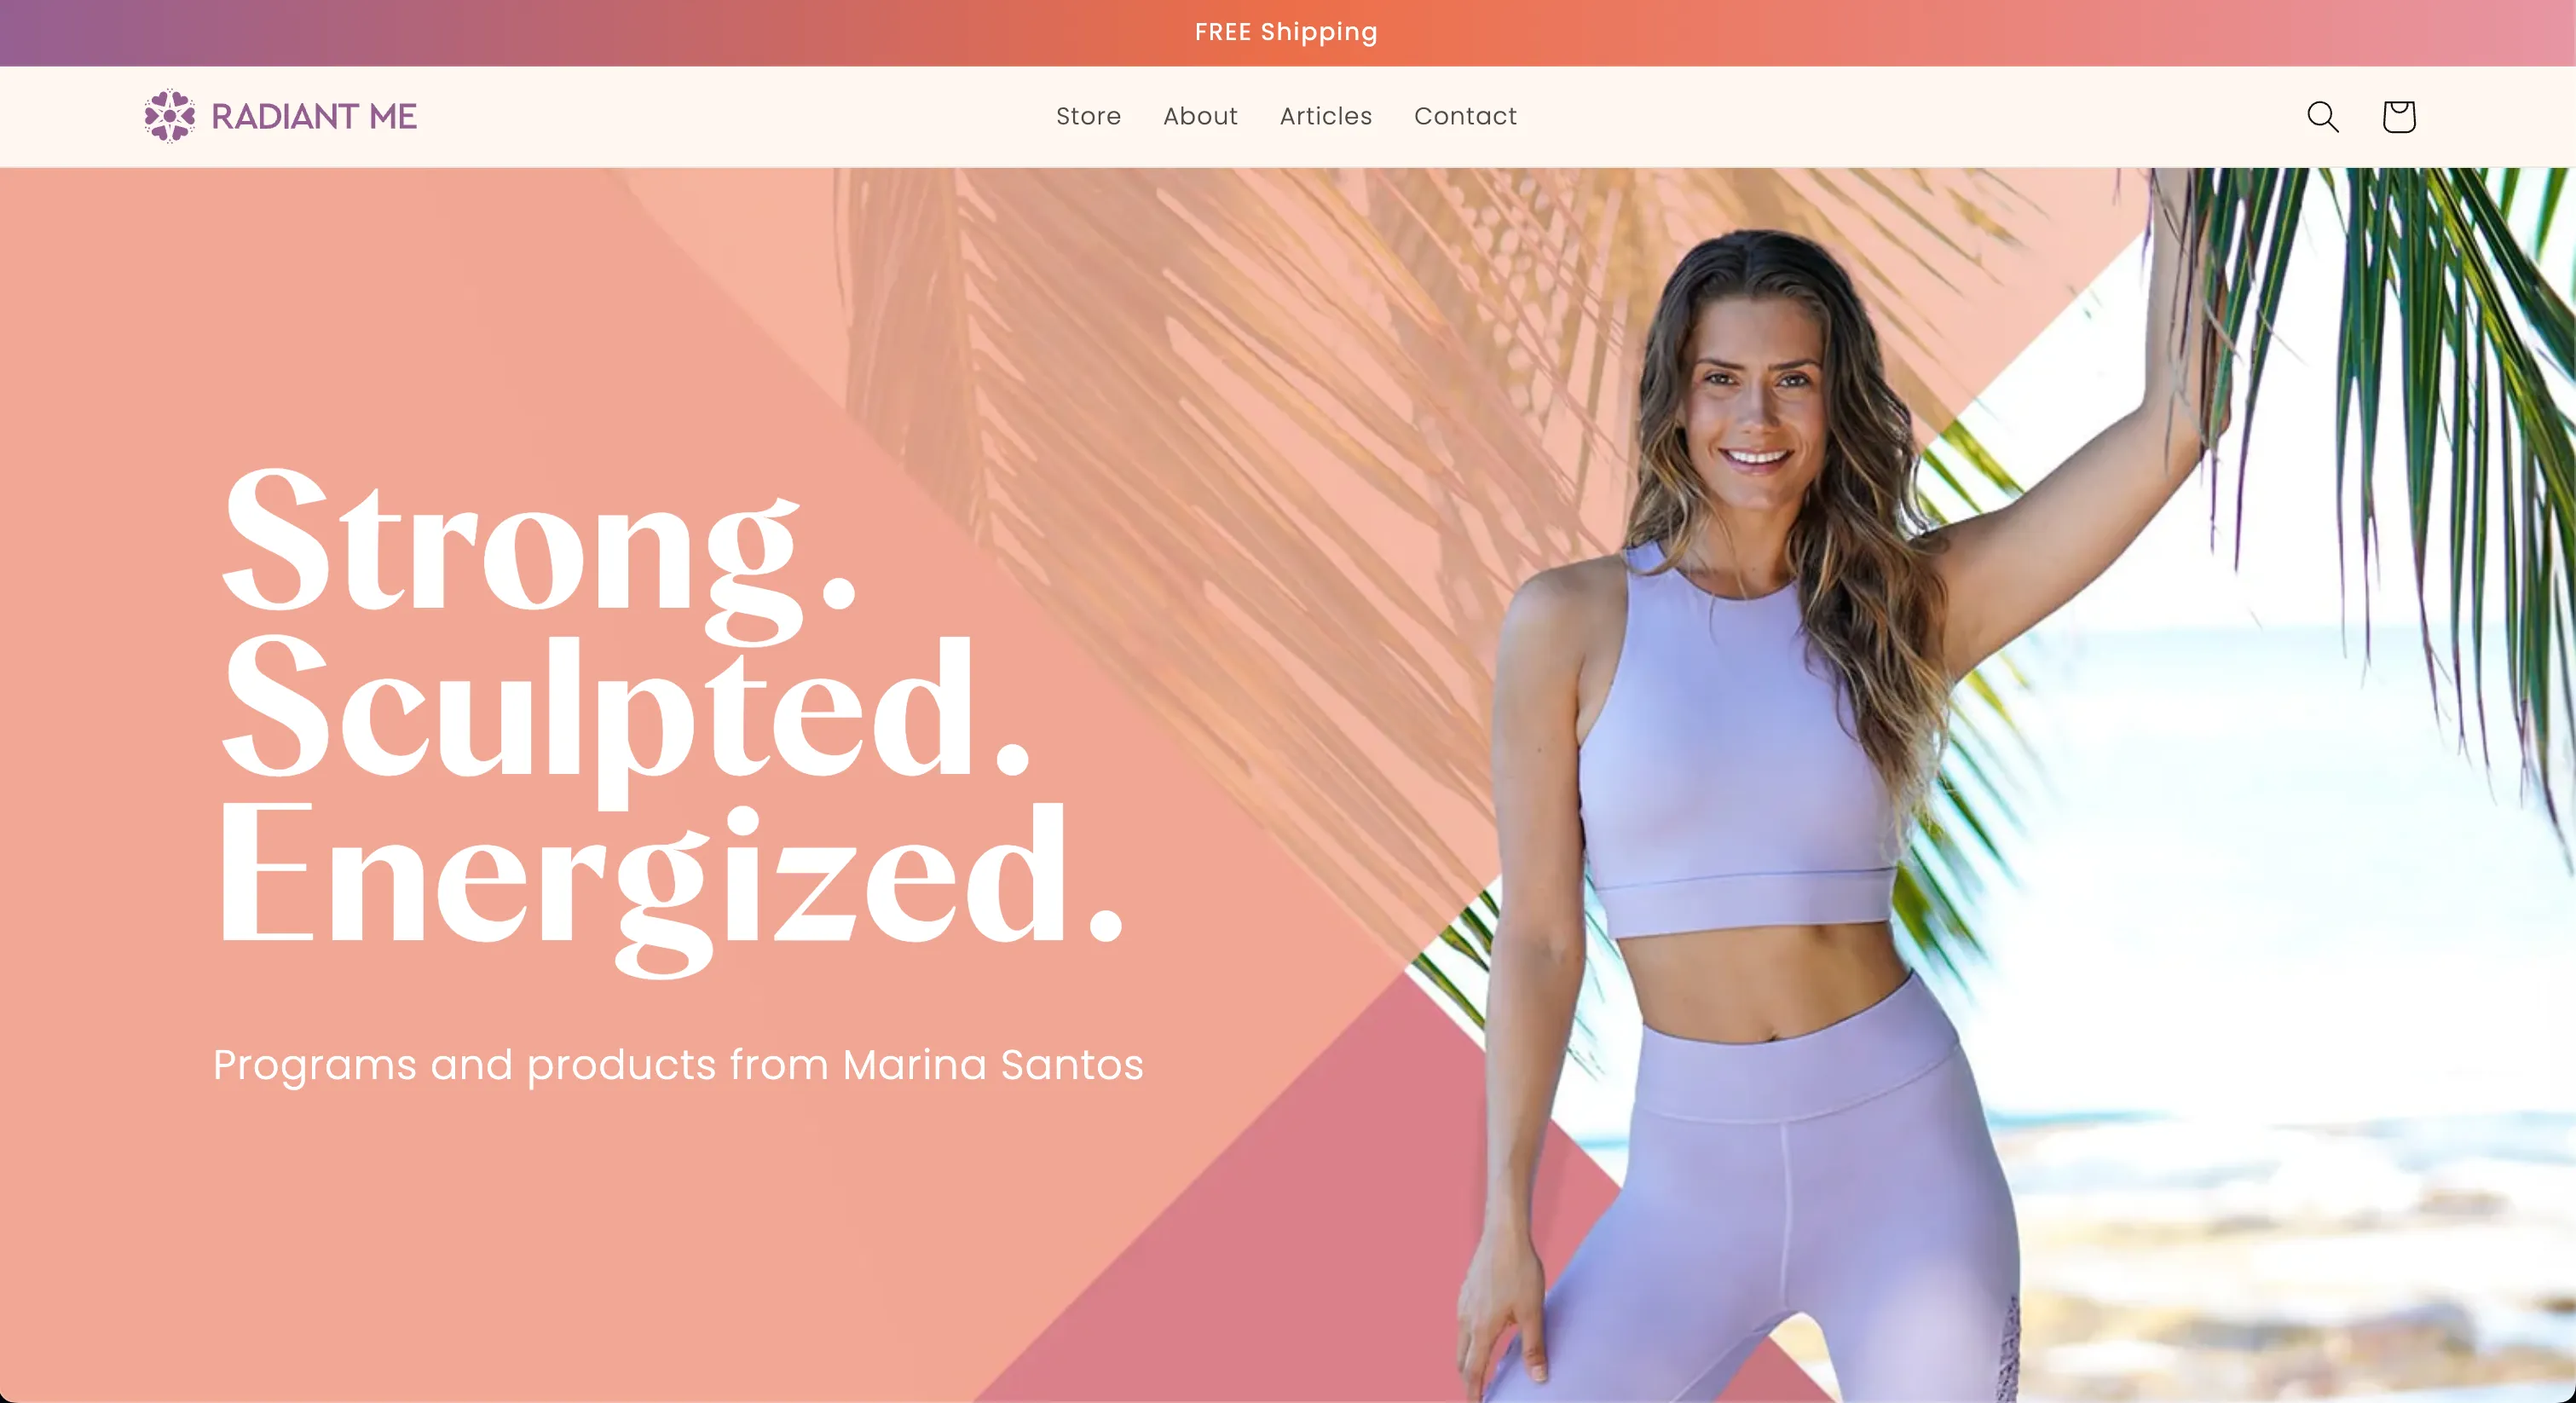 FREE Shipping
RADIANT ME
Store About Articles Contact
Strong.
Sculpted.
Energized.
Programs and products from Marina Santos